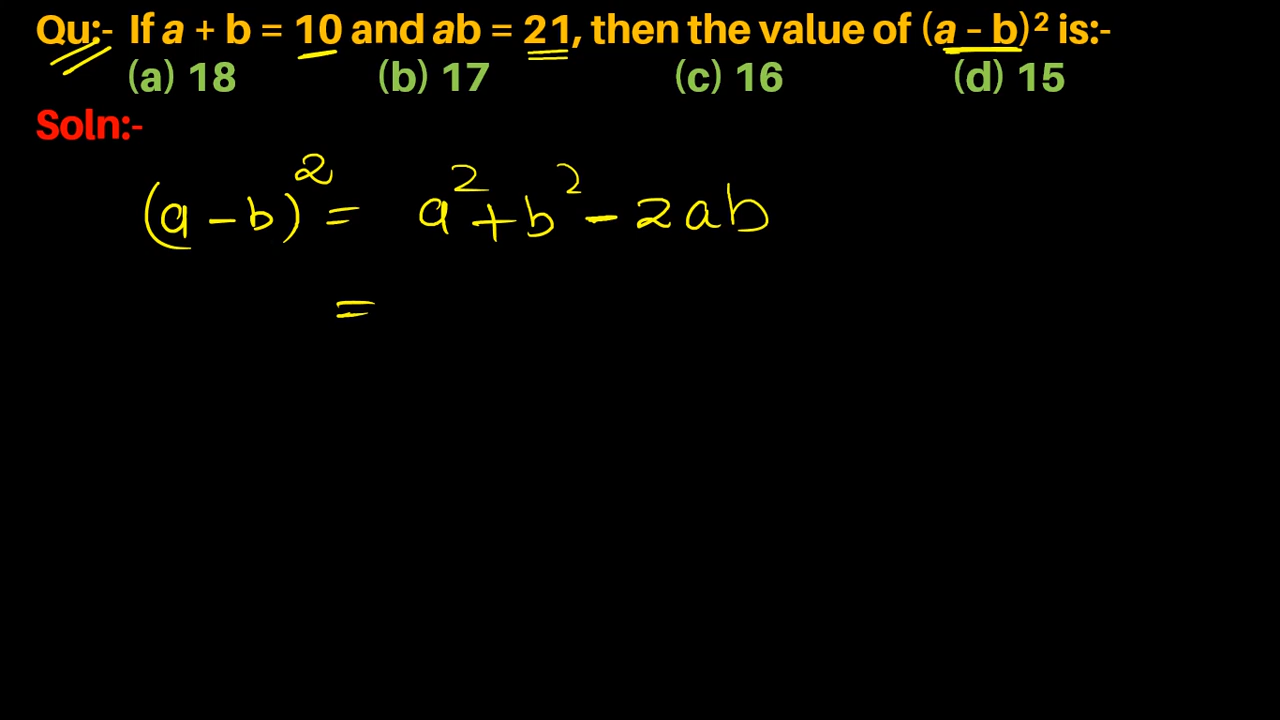 Qu:- If a + b = 10 and ab = 21, then the value of (a – b)² is:-
(a) 18 (b) 17 (c) 16 (d) 15
Soln:-
(a - b)² = a² + b² - 2ab
=